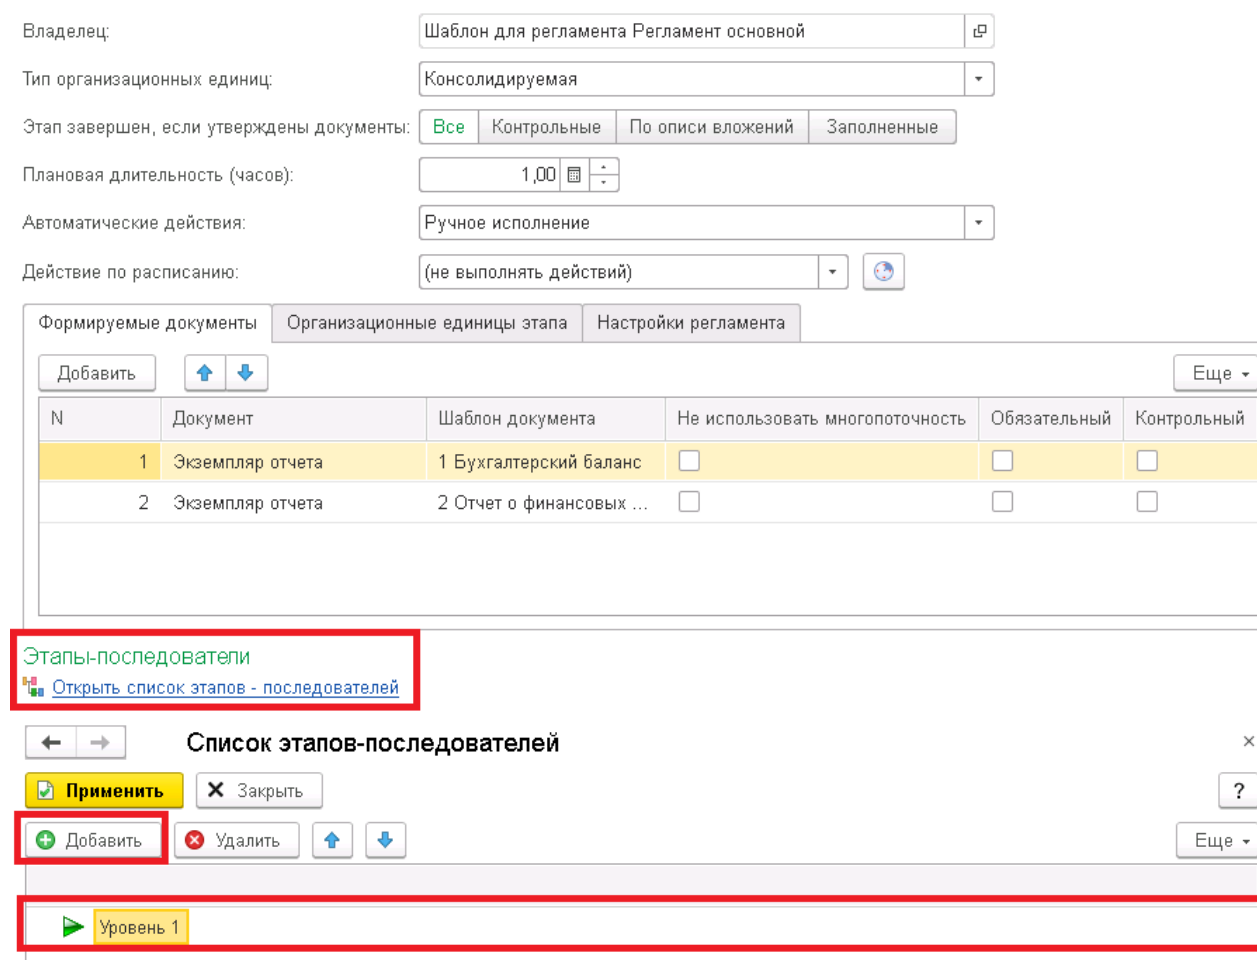 Владелец: Шаблон для регламента Регламент основной
Тип организационных единиц: Консолидируемая
Этап завершен, если утверждены документы: Все Контрольные По описи вложений Заполненные
Плановая длительность (часов): 1,00
Автоматические действия: Ручное исполнение
Действие по расписанию: (не выполнять действий)
Формируемые документы Организационные единицы этапа Настройки регламента
Добавить Еще
N Документ Шаблон документа Не использовать многопоточность Обязательный Контрольный
1 Экземпляр отчета 1 Бухгалтерский баланс
2 Экземпляр отчета 2 Отчет о финансовых ...
Этапы-последователи
Открыть список этапов - последователей
Список этапов-последователей
Применить Закрыть ?
Добавить Удалить Еще
Уровень 1